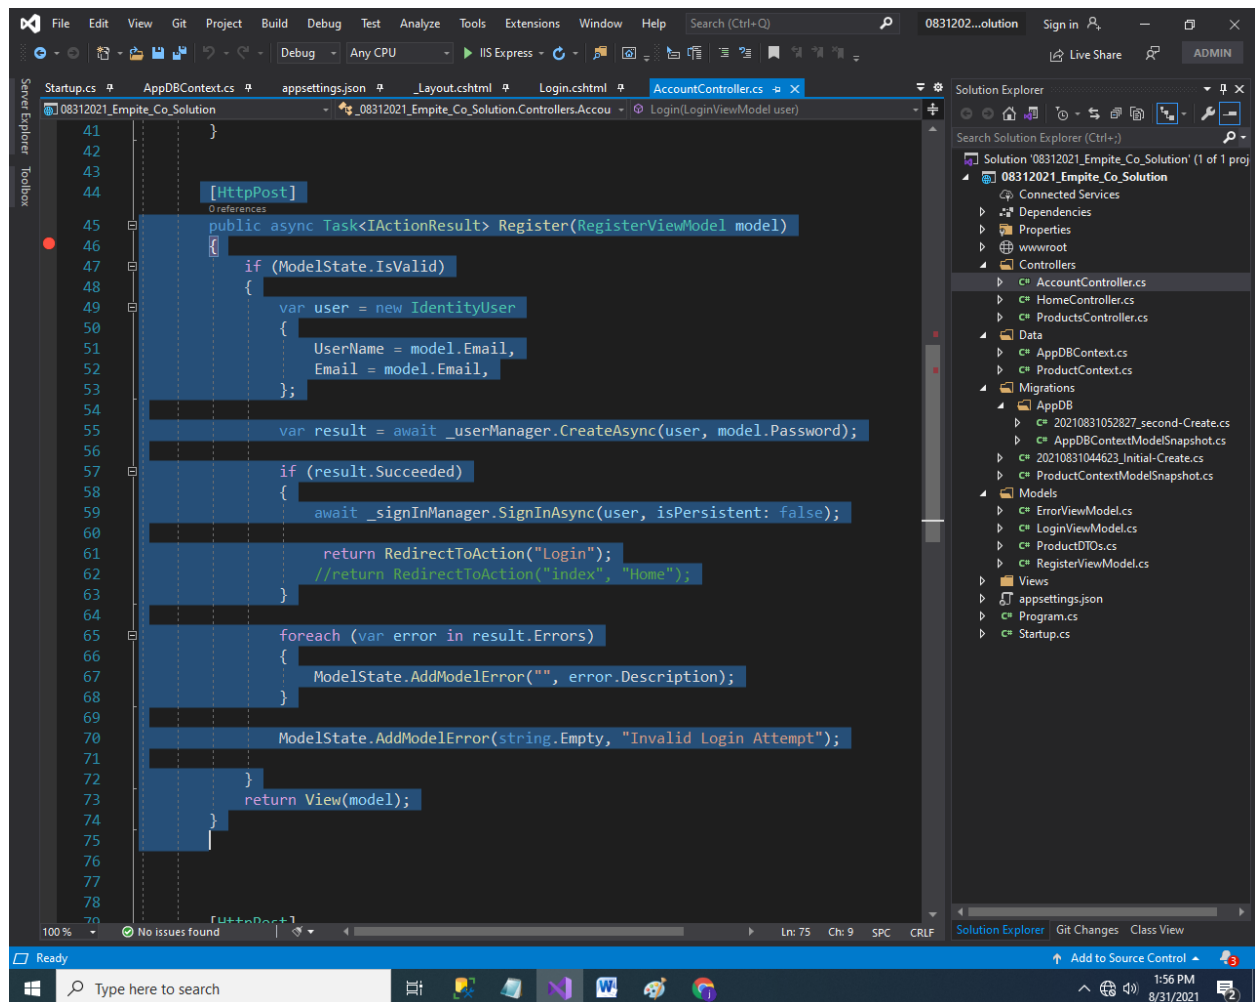 File Edit View Git Project Build Debug Test Analyze Tools Extensions Window Help Search (Ctrl+Q) 0831202...olution Sign in
Debug Any CPU IIS Express Live Share ADMIN
Server Explorer
Toolbox
Startup.cs AppDBContext.cs appsettings.json _Layout.cshtml Login.cshtml AccountController.cs
08312021_Empite_Co_Solution _08312021_Empite_Co_Solution.Controllers.Accou Login(LoginViewModel user)
41 }
42
43
44 [HttpPost]
0 references
45 public async Task<IActionResult> Register(RegisterViewModel model)
46 {
47 if (ModelState.IsValid)
48 {
49 var user = new IdentityUser
50 {
51 UserName = model.Email,
52 Email = model.Email,
53 };
54
55 var result = await _userManager.CreateAsync(user, model.Password);
56
57 if (result.Succeeded)
58 {
59 await _signInManager.SignInAsync(user, isPersistent: false);
60
61 return RedirectToAction("Login");
62 //return RedirectToAction("index", "Home");
63 }
64
65 foreach (var error in result.Errors)
66 {
67 ModelState.AddModelError("", error.Description);
68 }
69
70 ModelState.AddModelError(string.Empty, "Invalid Login Attempt");
71
72 }
73 return View(model);
74 }
75
76
77
78
79 [HttpPost]
100 % No issues found Ln: 75 Ch: 9 SPC CRLF
Solution Explorer
Search Solution Explorer (Ctrl+;)
Solution '08312021_Empite_Co_Solution' (1 of 1 proj
08312021_Empite_Co_Solution
Connected Services
Dependencies
Properties
wwwroot
Controllers
C# AccountController.cs
C# HomeController.cs
C# ProductsController.cs
Data
C# AppDBContext.cs
C# ProductContext.cs
Migrations
AppDB
C# 20210831052827_second-Create.cs
C# AppDBContextModelSnapshot.cs
C# 20210831044623_Initial-Create.cs
C# ProductContextModelSnapshot.cs
Models
C# ErrorViewModel.cs
C# LoginViewModel.cs
C# ProductDTOs.cs
C# RegisterViewModel.cs
Views
appsettings.json
C# Program.cs
C# Startup.cs
Solution Explorer Git Changes Class View
Ready Add to Source Control 3
Type here to search 1:56 PM
8/31/2021 2